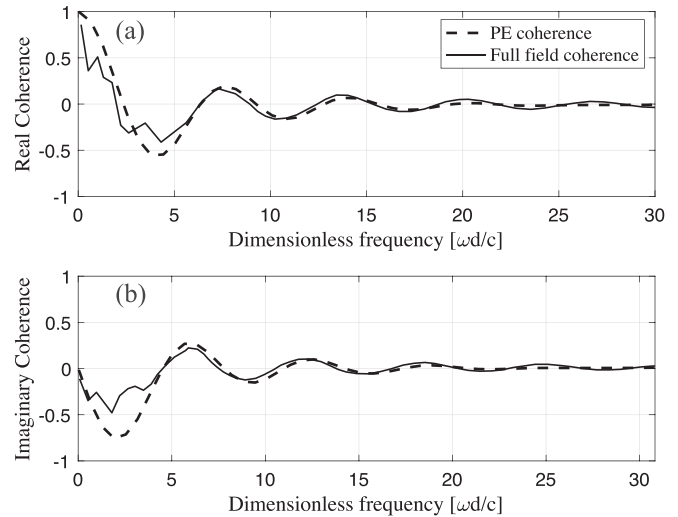 (a)
PE coherence
Full field coherence
Real Coherence
1
0.5
0
-0.5
-1
0 5 10 15 20 25 30
Dimensionless frequency [ωd/c]
(b)
Imaginary Coherence
1
0.5
0
-0.5
-1
0 5 10 15 20 25 30
Dimensionless frequency [ωd/c]